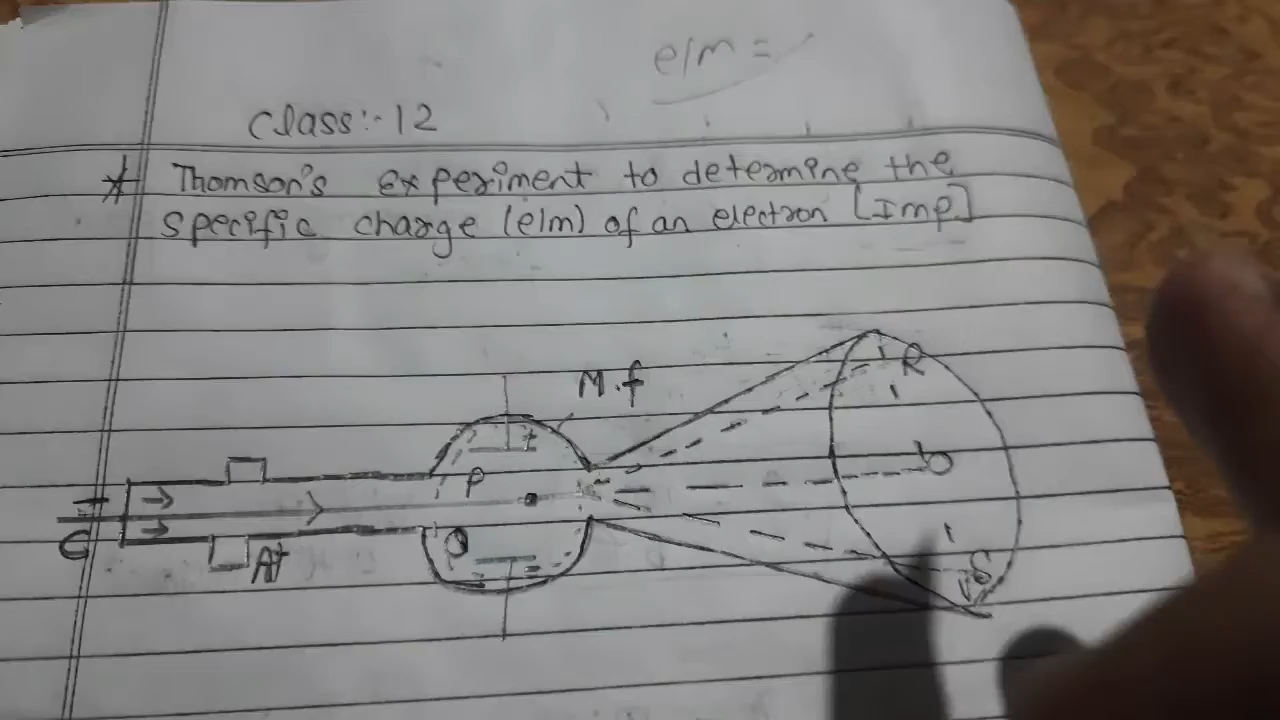 e/m =
Class:- 12
* Thomson's experiment to determine the
specific charge (e/m) of an electron [Imp]
M.f
R
+
P
O
C
A+
Q
S